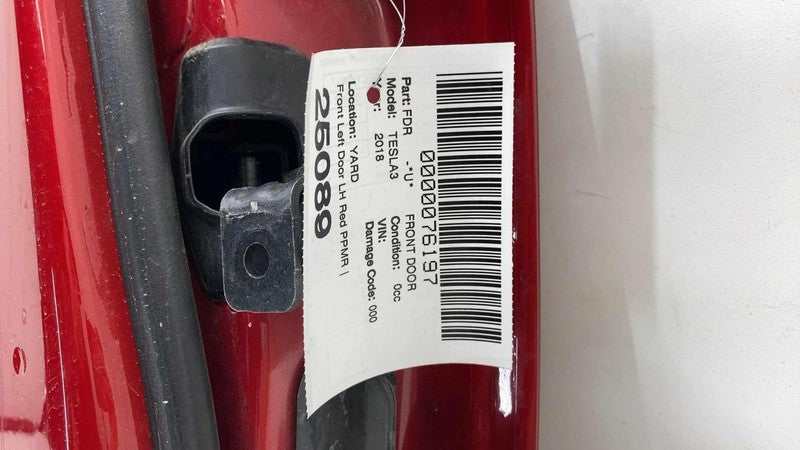 0000076197
Part: FDR -*U* FRONT DOOR
Model: TESLA3 Condition: 0cc
Year: 2018 VIN:
Damage Code: 000
Location: YARD
Front Left Door LH Red PPMR |
25089